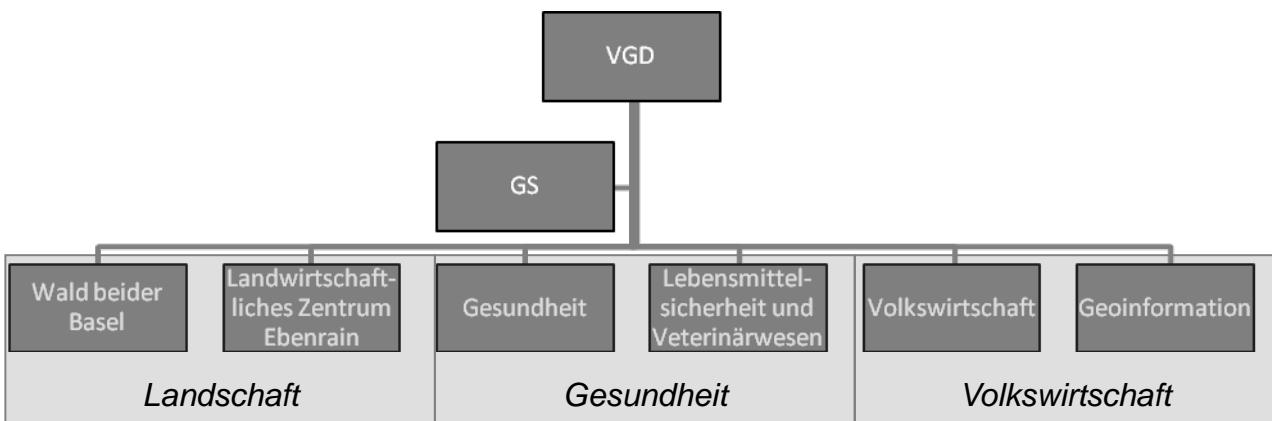 VGD
GS
Wald beider
Basel
Landwirtschaft-
liches Zentrum
Ebenrain
Gesundheit
Lebensmittel-
sicherheit und
Veterinärwesen
Volkswirtschaft
Geoinformation
Landschaft
Gesundheit
Volkswirtschaft